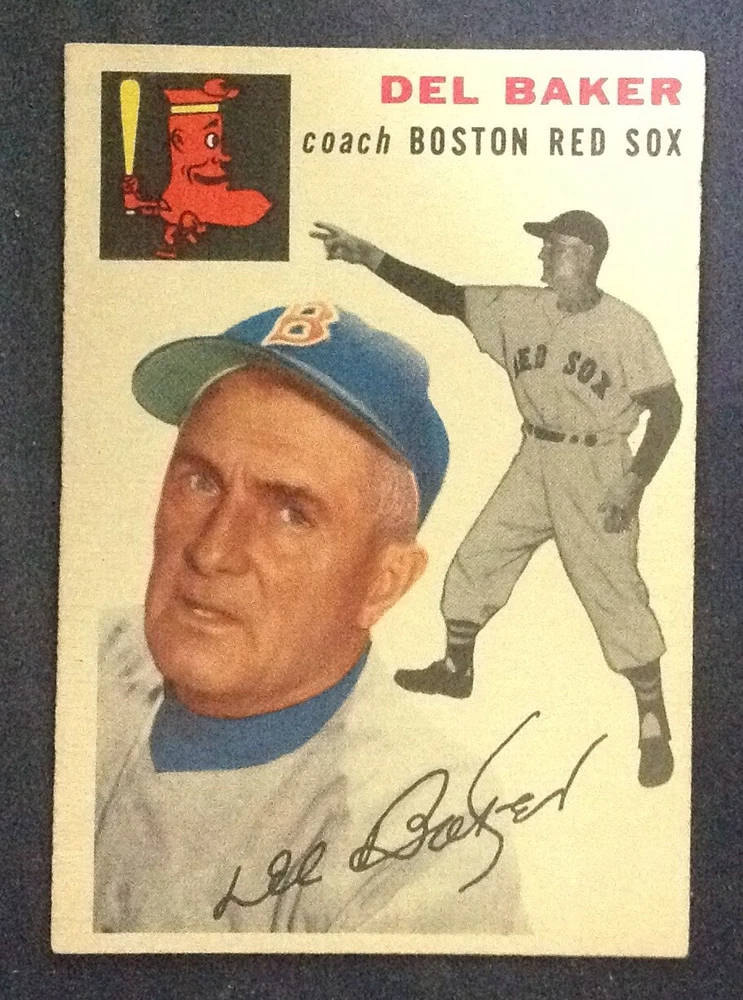 DEL BAKER
coach BOSTON RED SOX
B
RED SOX
Del Baker